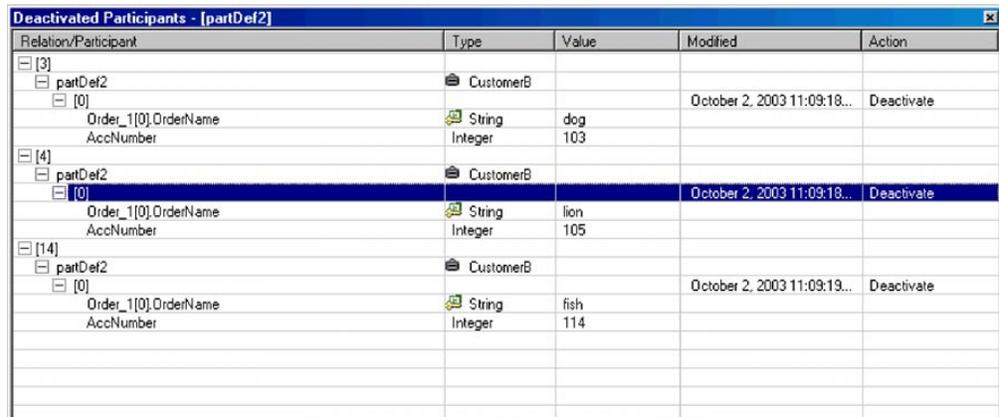 Deactivated Participants - [partDef2]
Relation/Participant Type Value Modified Action
[3]
partDef2 CustomerB
[0] October 2, 2003 11:09:18... Deactivate
Order_1[0].OrderName String dog
AccNumber Integer 103
[4]
partDef2 CustomerB
[0] October 2, 2003 11:09:18... Deactivate
Order_1[0].OrderName String lion
AccNumber Integer 105
[14]
partDef2 CustomerB
[0] October 2, 2003 11:09:19... Deactivate
Order_1[0].OrderName String fish
AccNumber Integer 114